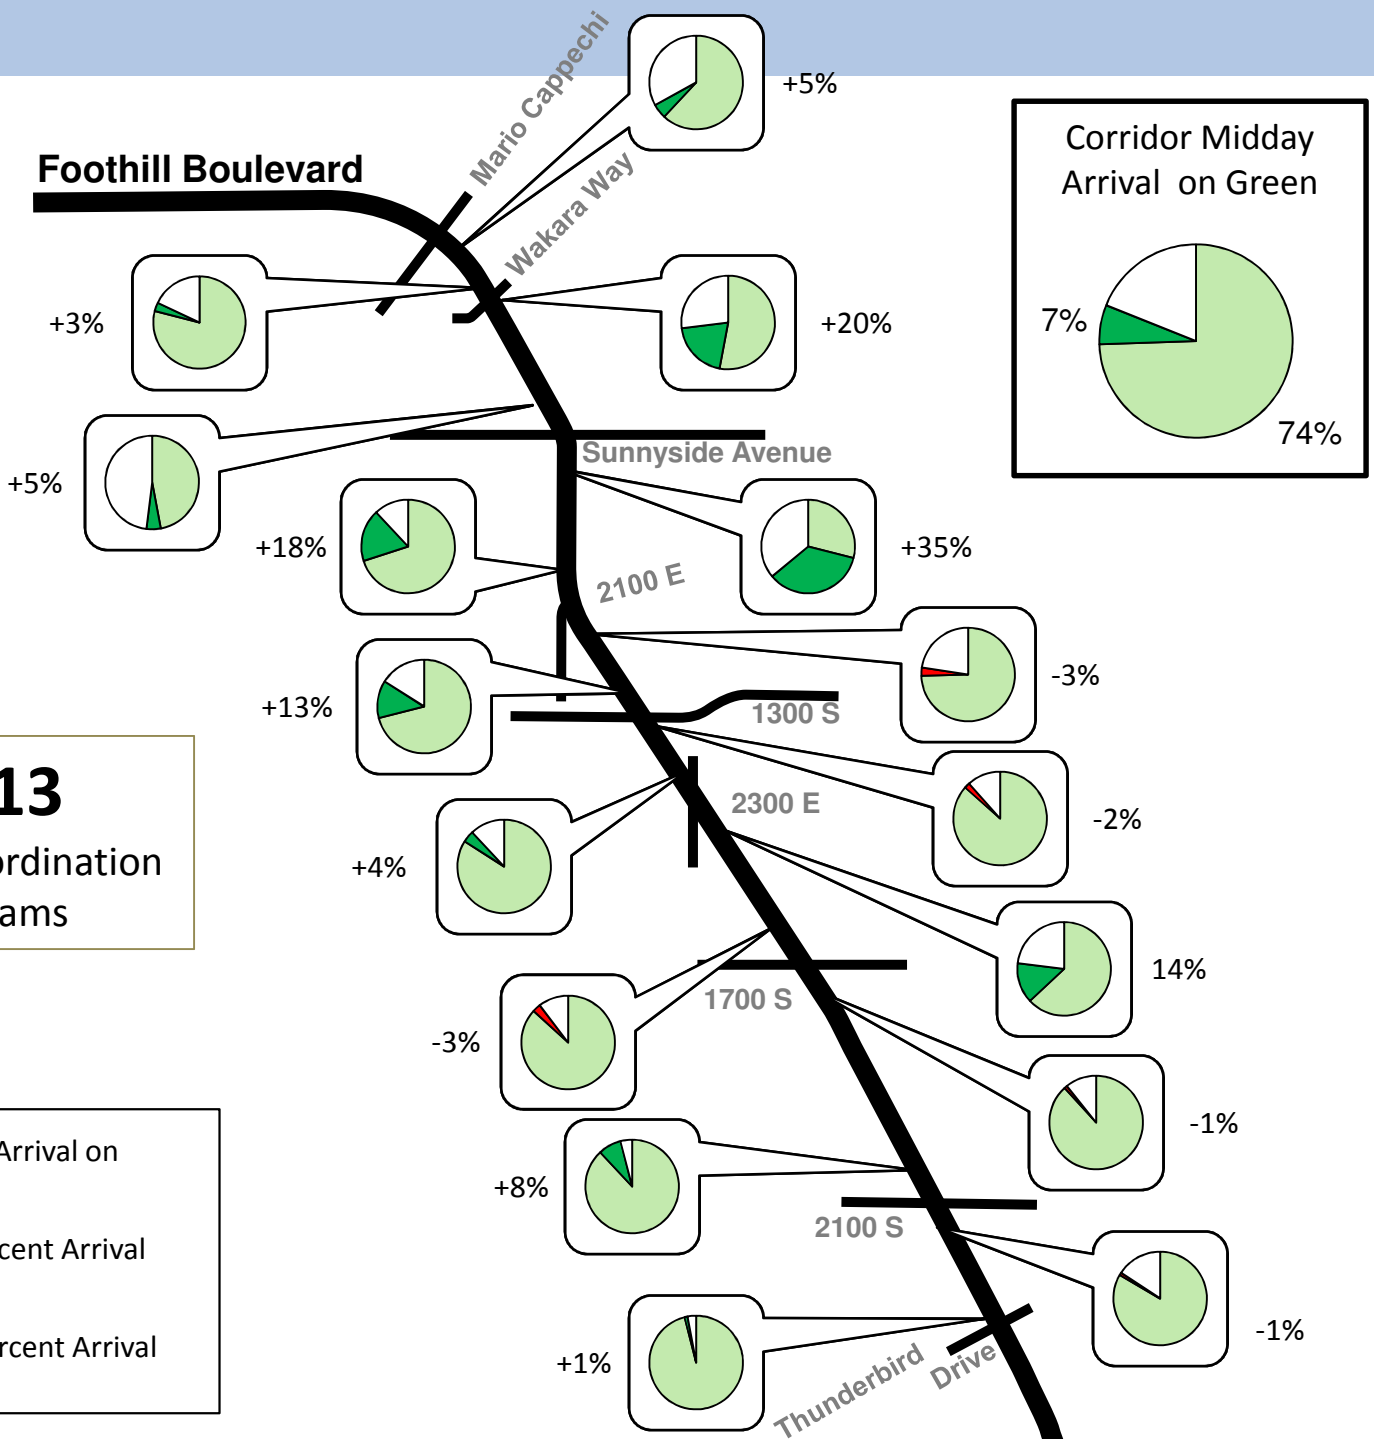 Mario Cappechi
+5%
Foothill Boulevard
Wakara Way
Corridor Midday
Arrival on Green
7%
74%
+3%
+20%
+5%
Sunnyside Avenue
+18%
+35%
2100 E
-3%
+13%
1300 S
13
ordination
ams
2300 E
-2%
+4%
14%
1700 S
-3%
-1%
Arrival on
cent Arrival
rcent Arrival
+8%
2100 S
-1%
+1%
Thunderbird Drive